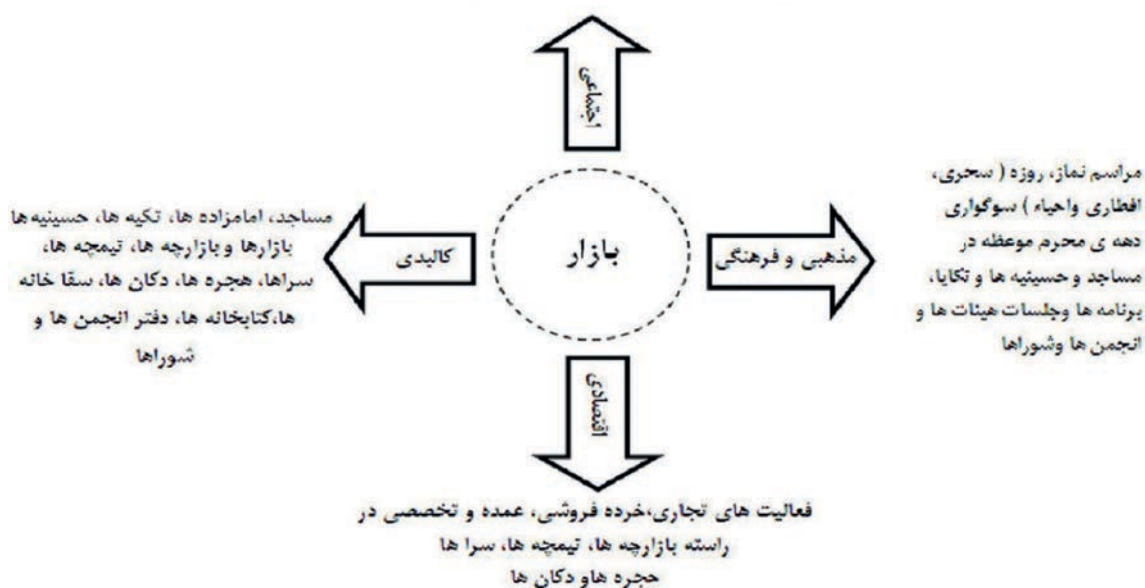 اجتماعی
مراسم نماز، روزه ( سحری،
افطاری واحیاء ) سوگواری
دهه ی محرم موعظه در
مساجد و حسینیه ها و تکایا،
برنامه ها وجلسات هیئات ها و
انجمن ها وشوراها
مذهبی و فرهنگی
بازار
کالبدی
مساجد، امامزاده ها، تکیه ها، حسینیه ها
بازارها و بازارچه ها، تیمچه ها،
سراها، هجره ها، دکان ها، سقا خانه
ها،کتابخانه ها، دفتر انجمن ها و
شوراها
اقتصادی
فعالیت های تجاری،خرده فروشی، عمده و تخصصی در
راسته بازارچه ها، تیمچه ها، سرا ها
حجره هاو دکان ها